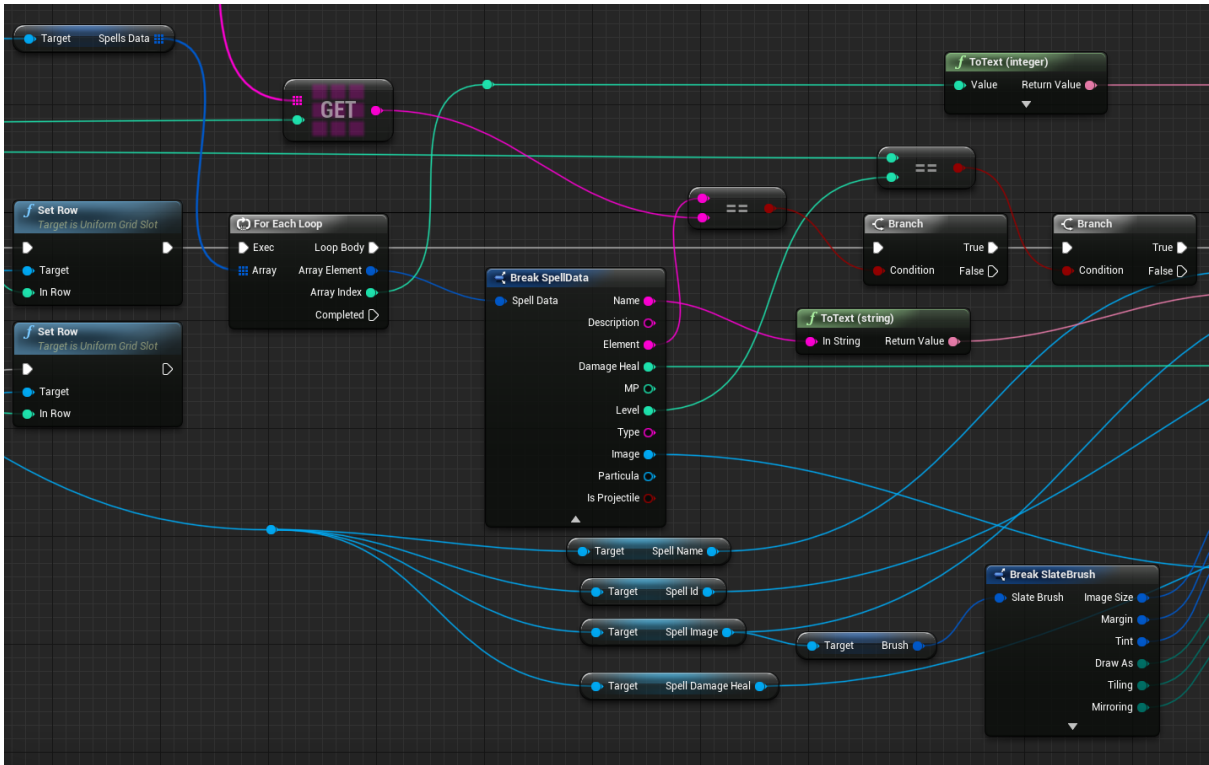 Target Spells Data
GET
ƒ ToText (integer)
Value Return Value
==
==
ƒ Set Row
Target is Uniform Grid Slot
Target
In Row
For Each Loop
Exec Loop Body
Array Array Element
Array Index
Completed
Branch
True
Condition False
Branch
True
Condition False
Break SpellData
Spell Data Name
Description
Element
Damage Heal
MP
Level
Type
Image
Particula
Is Projectile
ƒ ToText (string)
In String Return Value
ƒ Set Row
Target is Uniform Grid Slot
Target
In Row
Target Spell Name
Target Spell Id
Target Spell Image
Target Brush
Target Spell Damage Heal
Break SlateBrush
Slate Brush Image Size
Margin
Tint
Draw As
Tiling
Mirroring